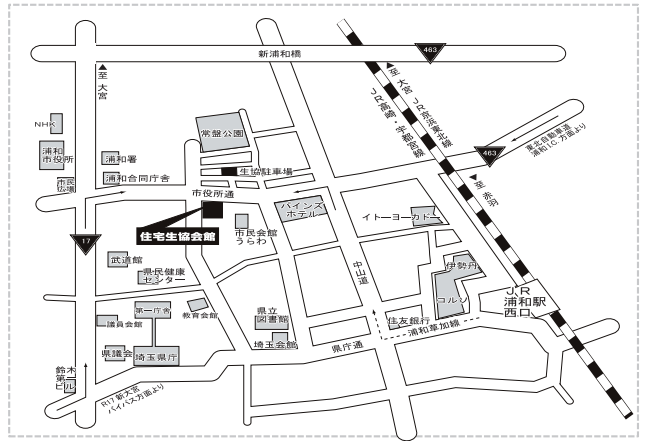 新浦和橋
463
至大宮
NHK
浦和
市役所
市民
広場
浦和署
浦和合同庁舎
常盤公園
生協駐車場
市役所通
住宅生協会館
市民会館
うらわ
パインズ
ホテル
JR高崎・宇都宮線
至大宮
JR京浜東北線
463
東北自動車道
浦和I.C.方面より
至赤羽
イトーヨーカドー
17
武道館
県民健康
センター
中山道
伊勢丹
コルソ
JR
浦和駅
西口
第一庁舎
教育会館
議員会館
県立
図書館
埼玉会館
住友銀行
浦和草加線
県庁通
県議会
埼玉県庁
鈴木
第一
ビル
R17新大宮
バイパス方面より